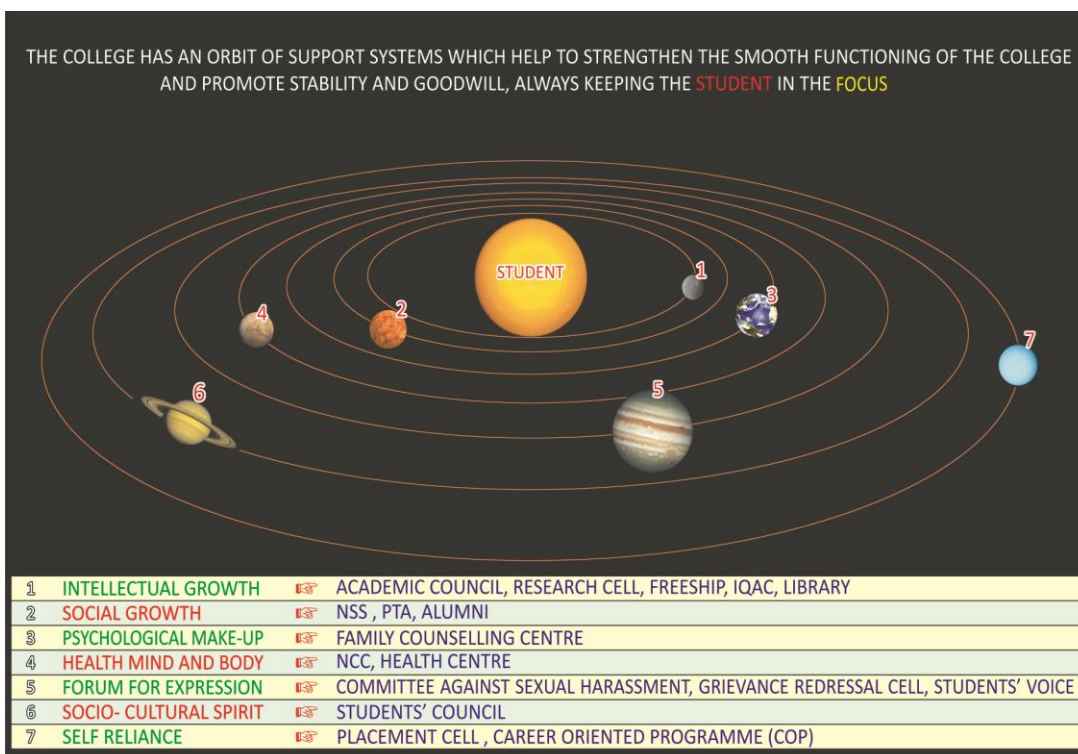 THE COLLEGE HAS AN ORBIT OF SUPPORT SYSTEMS WHICH HELP TO STRENGTHEN THE SMOOTH FUNCTIONING OF THE COLLEGE
AND PROMOTE STABILITY AND GOODWILL, ALWAYS KEEPING THE STUDENT IN THE FOCUS
STUDENT
1
2
3
4
5
6
7
1 INTELLECTUAL GROWTH ☞ ACADEMIC COUNCIL, RESEARCH CELL, FREESHIP, IQAC, LIBRARY
2 SOCIAL GROWTH ☞ NSS , PTA, ALUMNI
3 PSYCHOLOGICAL MAKE-UP ☞ FAMILY COUNSELLING CENTRE
4 HEALTH MIND AND BODY ☞ NCC, HEALTH CENTRE
5 FORUM FOR EXPRESSION ☞ COMMITTEE AGAINST SEXUAL HARASSMENT, GRIEVANCE REDRESSAL CELL, STUDENTS’ VOICE
6 SOCIO- CULTURAL SPIRIT ☞ STUDENTS’ COUNCIL
7 SELF RELIANCE ☞ PLACEMENT CELL , CAREER ORIENTED PROGRAMME (COP)